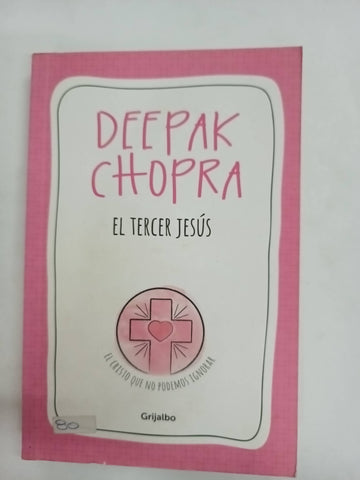 DEEPAK
CHOPRA
EL TERCER JESÚS
EL CRISTO QUE NO PODEMOS IGNORAR
Grijalbo
80